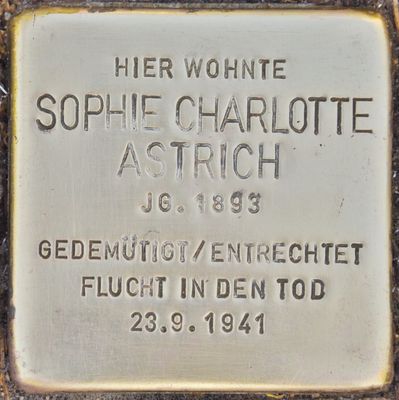 HIER WOHNTE
SOPHIE CHARLOTTE
ASTRICH
JG. 1893
GEDEMÜTIGT/ENTRECHTET
FLUCHT IN DEN TOD
23.9.1941